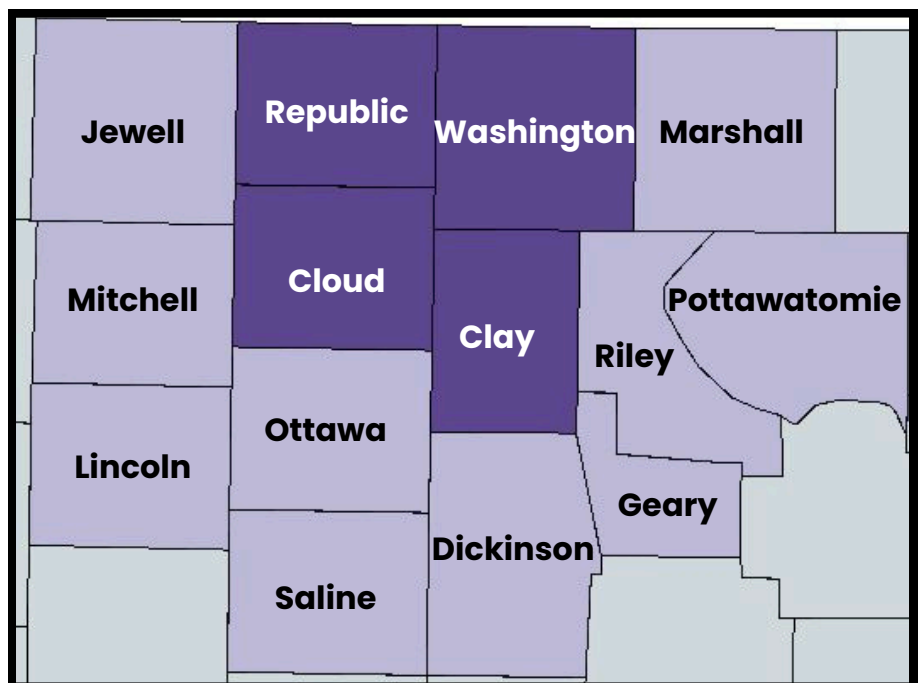 Republic
Jewell
Washington
Marshall
Cloud
Mitchell
Pottawatomie
Clay
Riley
Ottawa
Lincoln
Geary
Dickinson
Saline